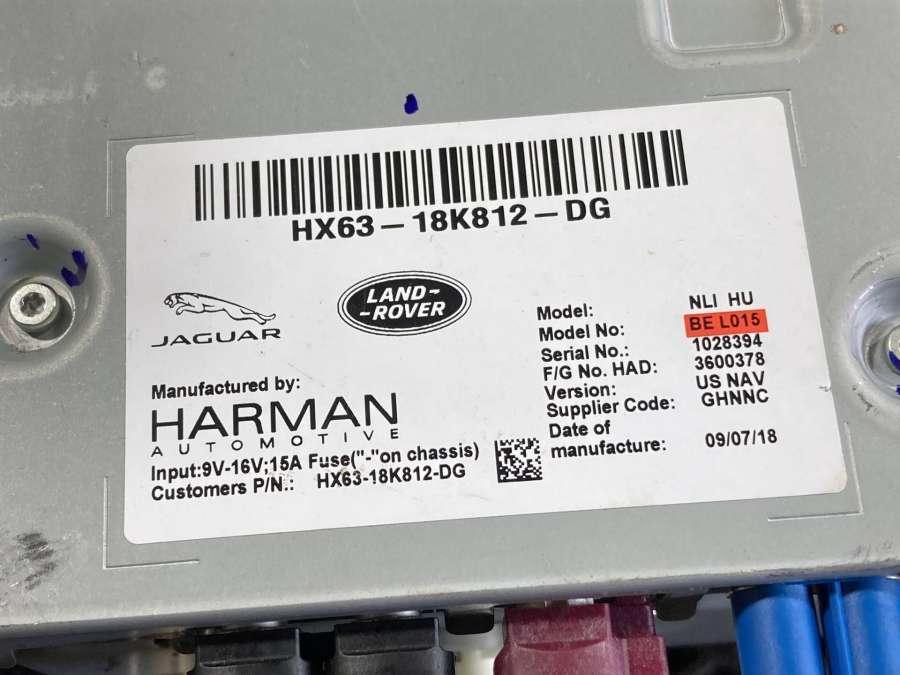 HX63-18K812-DG
JAGUAR
LAND-
-ROVER
Manufactured by:
HARMAN
AUTOMOTIVE
Input:9V-16V;15A Fuse("-"on chassis)
Customers P/N.: HX63-18K812-DG
Model: NLI HU
Model No: BE L015
Serial No.: 1028394
F/G No. HAD: 3600378
Version: US NAV
Supplier Code: GHNNC
Date of
manufacture: 09/07/18